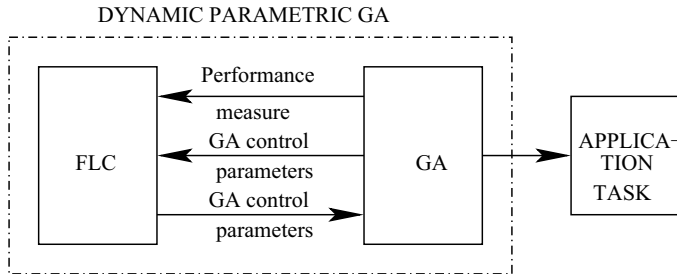 DYNAMIC PARAMETRIC GA
Performance
measure
GA control
parameters
GA control
parameters
FLC
GA
APPLICA-
TION
TASK